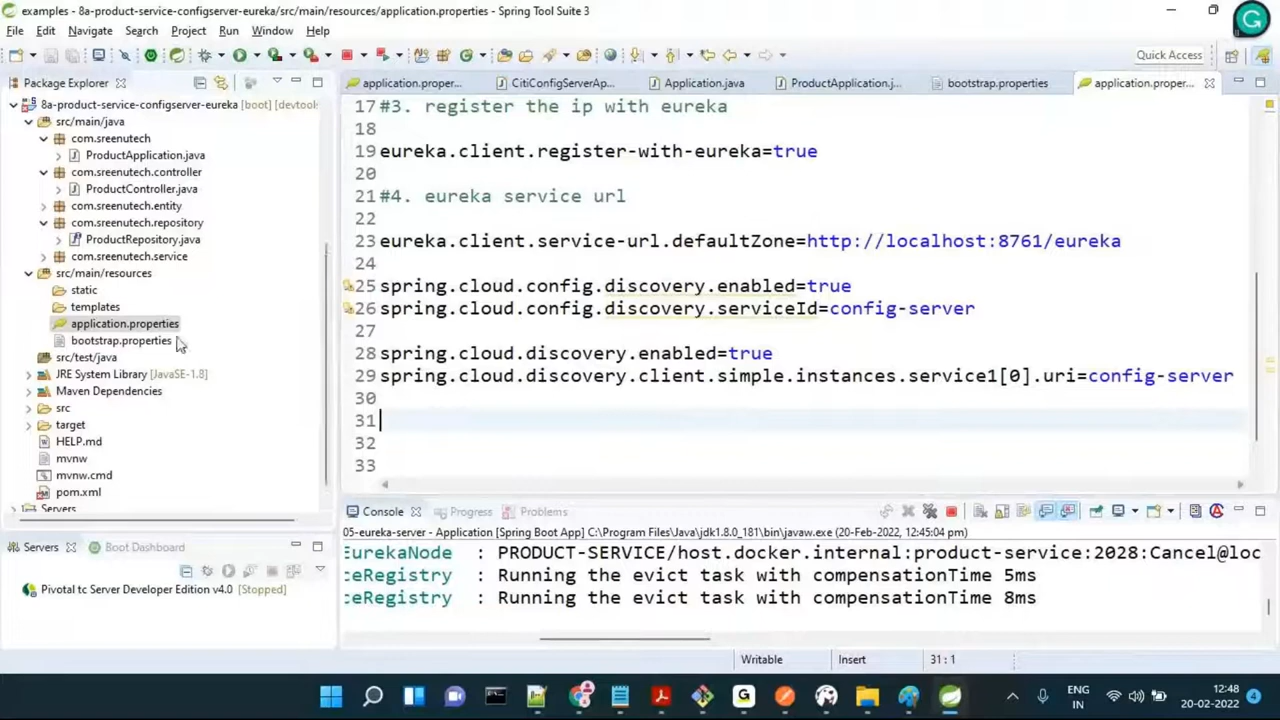 examples - 8a-product-service-configserver-eureka/src/main/resources/application.properties - Spring Tool Suite 3
File Edit Navigate Search Project Run Window Help
Quick Access
Package Explorer
application.proper...
CitiConfigServerAp...
Application.java
ProductApplication.j...
bootstrap.properties
application.proper...
8a-product-service-configserver-eureka [boot] [devtools
src/main/java
com.sreenutech
ProductApplication.java
com.sreenutech.controller
ProductController.java
com.sreenutech.entity
com.sreenutech.repository
ProductRepository.java
com.sreenutech.service
src/main/resources
static
templates
application.properties
bootstrap.properties
src/test/java
JRE System Library [JavaSE-1.8]
Maven Dependencies
src
target
HELP.md
mvnw
mvnw.cmd
pom.xml
Servers
17 #3. register the ip with eureka
18
19 eureka.client.register-with-eureka=true
20
21 #4. eureka service url
22
23 eureka.client.service-url.defaultZone=http://localhost:8761/eureka
24
25 spring.cloud.config.discovery.enabled=true
26 spring.cloud.config.discovery.serviceId=config-server
27
28 spring.cloud.discovery.enabled=true
29 spring.cloud.discovery.client.simple.instances.service1[0].uri=config-server
30
31
32
33
Servers
Boot Dashboard
Pivotal tc Server Developer Edition v4.0 [Stopped]
Console
Progress
Problems
05-eureka-server - Application [Spring Boot App] C:\Program Files\Java\jdk1.8.0_181\bin\javaw.exe (20-Feb-2022, 12:45:04 pm)
EurekaNode : PRODUCT-SERVICE/host.docker.internal:product-service:2028:Cancel@loc
ceRegistry : Running the evict task with compensationTime 5ms
ceRegistry : Running the evict task with compensationTime 8ms
Writable
Insert
31 : 1
ENG
IN
12:48
20-02-2022
4